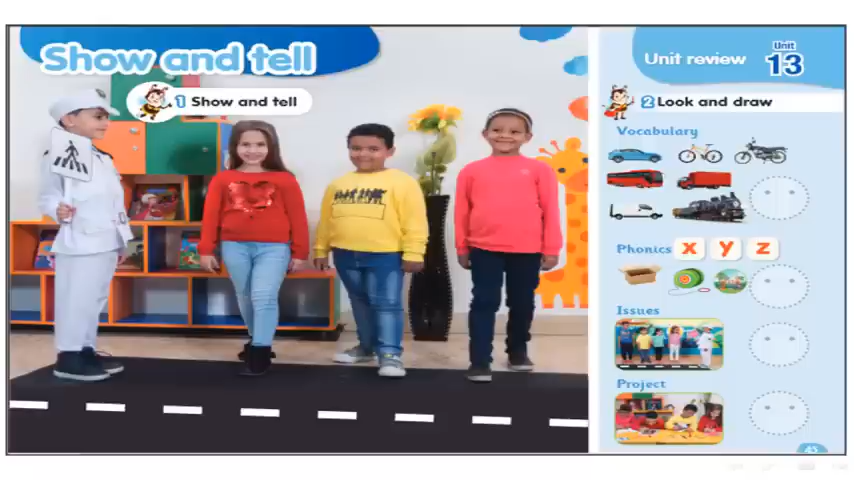 Show and tell
1 Show and tell
Unit review
Unit
13
2 Look and draw
Vocabulary
Phonics x y z
Issues
Project
45